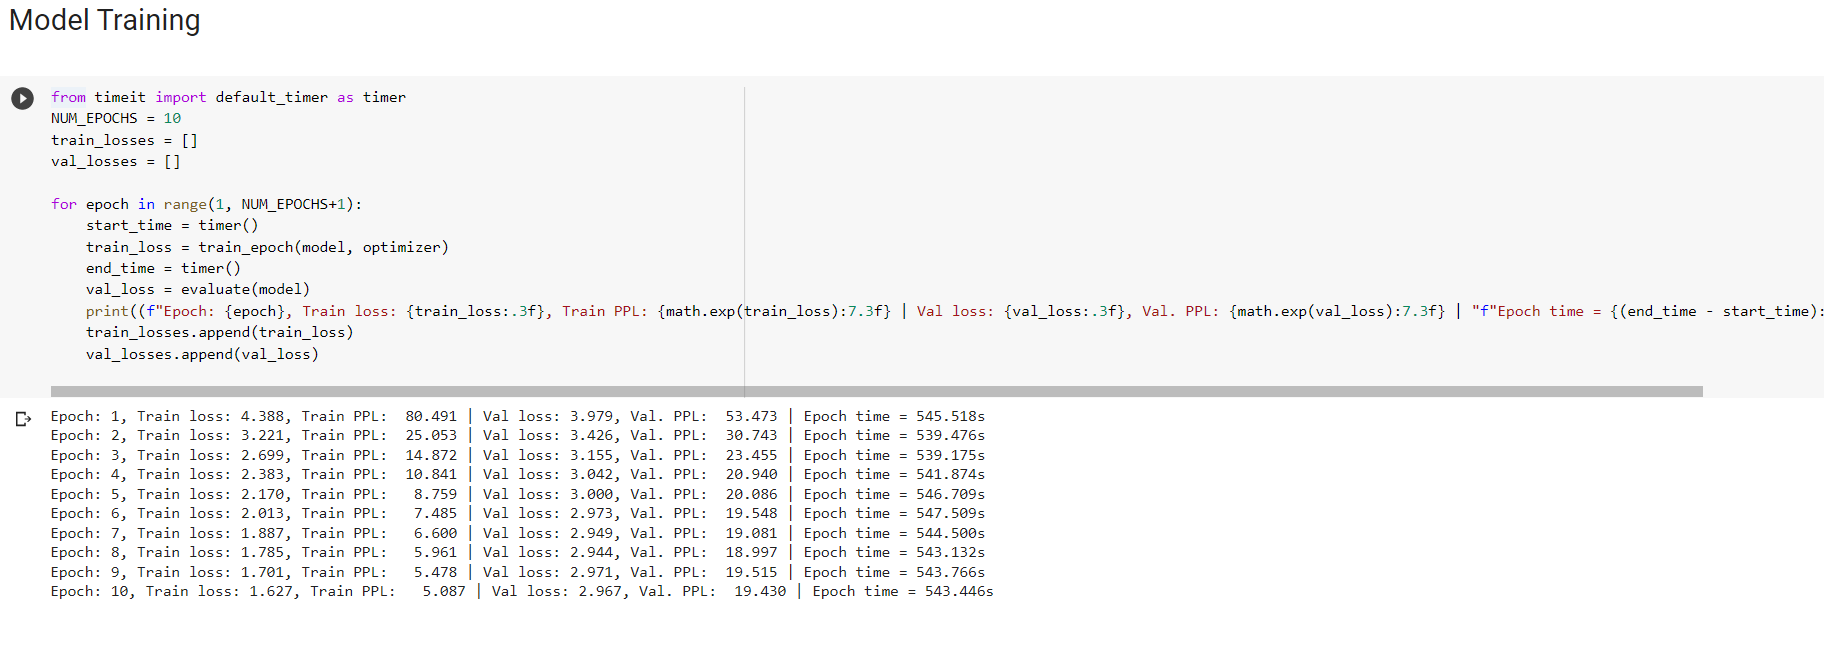 Model Training
from timeit import default_timer as timer
NUM_EPOCHS = 10
train_losses = []
val_losses = []
for epoch in range(1, NUM_EPOCHS+1):
    start_time = timer()
    train_loss = train_epoch(model, optimizer)
    end_time = timer()
    val_loss = evaluate(model)
    print((f"Epoch: {epoch}, Train loss: {train_loss:.3f}, Train PPL: {math.exp(train_loss):7.3f} | Val loss: {val_loss:.3f}, Val. PPL: {math.exp(val_loss):7.3f} | "f"Epoch time = {(end_time - start_time):
    train_losses.append(train_loss)
    val_losses.append(val_loss)
Epoch: 1, Train loss: 4.388, Train PPL:  80.491 | Val loss: 3.979, Val. PPL:  53.473 | Epoch time = 545.518s
Epoch: 2, Train loss: 3.221, Train PPL:  25.053 | Val loss: 3.426, Val. PPL:  30.743 | Epoch time = 539.476s
Epoch: 3, Train loss: 2.699, Train PPL:  14.872 | Val loss: 3.155, Val. PPL:  23.455 | Epoch time = 539.175s
Epoch: 4, Train loss: 2.383, Train PPL:  10.841 | Val loss: 3.042, Val. PPL:  20.940 | Epoch time = 541.874s
Epoch: 5, Train loss: 2.170, Train PPL:   8.759 | Val loss: 3.000, Val. PPL:  20.086 | Epoch time = 546.709s
Epoch: 6, Train loss: 2.013, Train PPL:   7.485 | Val loss: 2.973, Val. PPL:  19.548 | Epoch time = 547.509s
Epoch: 7, Train loss: 1.887, Train PPL:   6.600 | Val loss: 2.949, Val. PPL:  19.081 | Epoch time = 544.500s
Epoch: 8, Train loss: 1.785, Train PPL:   5.961 | Val loss: 2.944, Val. PPL:  18.997 | Epoch time = 543.132s
Epoch: 9, Train loss: 1.701, Train PPL:   5.478 | Val loss: 2.971, Val. PPL:  19.515 | Epoch time = 543.766s
Epoch: 10, Train loss: 1.627, Train PPL:   5.087 | Val loss: 2.967, Val. PPL:  19.430 | Epoch time = 543.446s